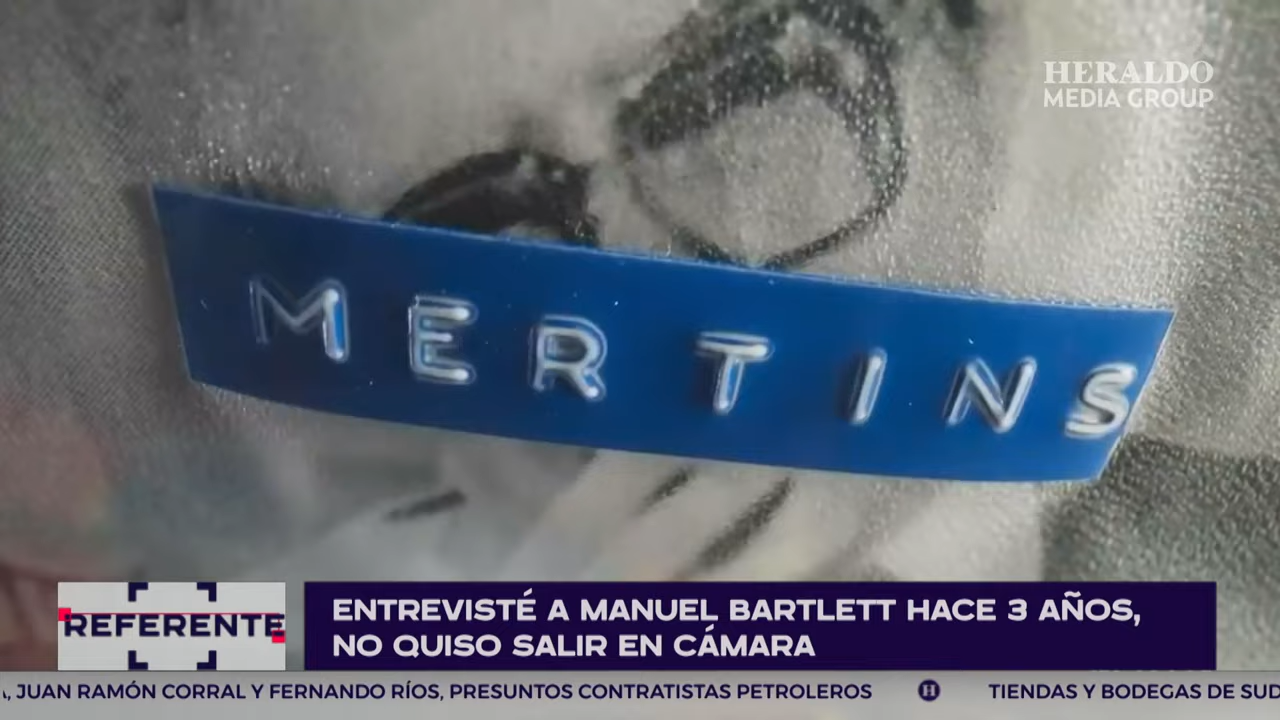 HERALDO
MEDIA GROUP
MERTINS
REFERENTE
ENTREVISTÉ A MANUEL BARTLETT HACE 3 AÑOS,
NO QUISO SALIR EN CÁMARA
JUAN RAMÓN CORRAL Y FERNANDO RÍOS, PRESUNTOS CONTRATISTAS PETROLEROS
TIENDAS Y BODEGAS DE SUD